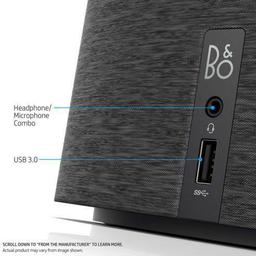 B&O
Headphone/
Microphone
Combo
USB 3.0
SS
SCROLL DOWN TO "FROM THE MANUFACTURER" TO LEARN MORE.
Actual product may vary from image shown.